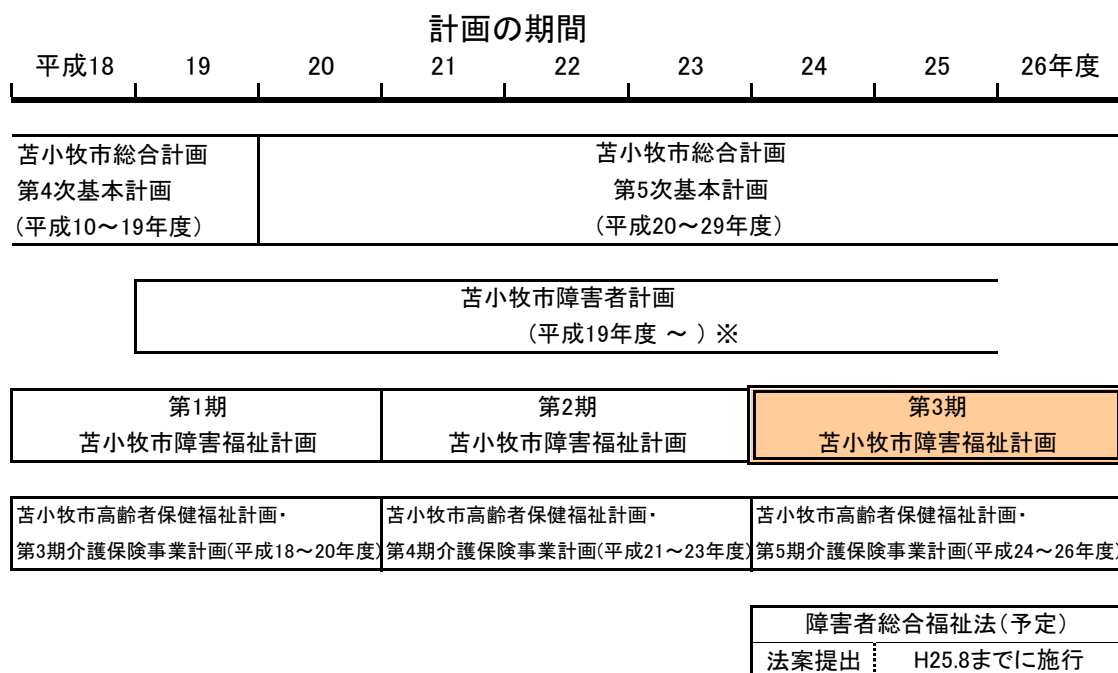 計画の期間
平成18 19 20 21 22 23 24 25 26年度
苫小牧市総合計画
第4次基本計画
(平成10～19年度)
苫小牧市総合計画
第5次基本計画
(平成20～29年度)
苫小牧市障害者計画
(平成19年度 ～ ) ※
第1期
苫小牧市障害福祉計画
第2期
苫小牧市障害福祉計画
第3期
苫小牧市障害福祉計画
苫小牧市高齢者保健福祉計画・
第3期介護保険事業計画(平成18～20年度)
苫小牧市高齢者保健福祉計画・
第4期介護保険事業計画(平成21～23年度)
苫小牧市高齢者保健福祉計画・
第5期介護保険事業計画(平成24～26年度)
障害者総合福祉法(予定)
法案提出 H25.8までに施行